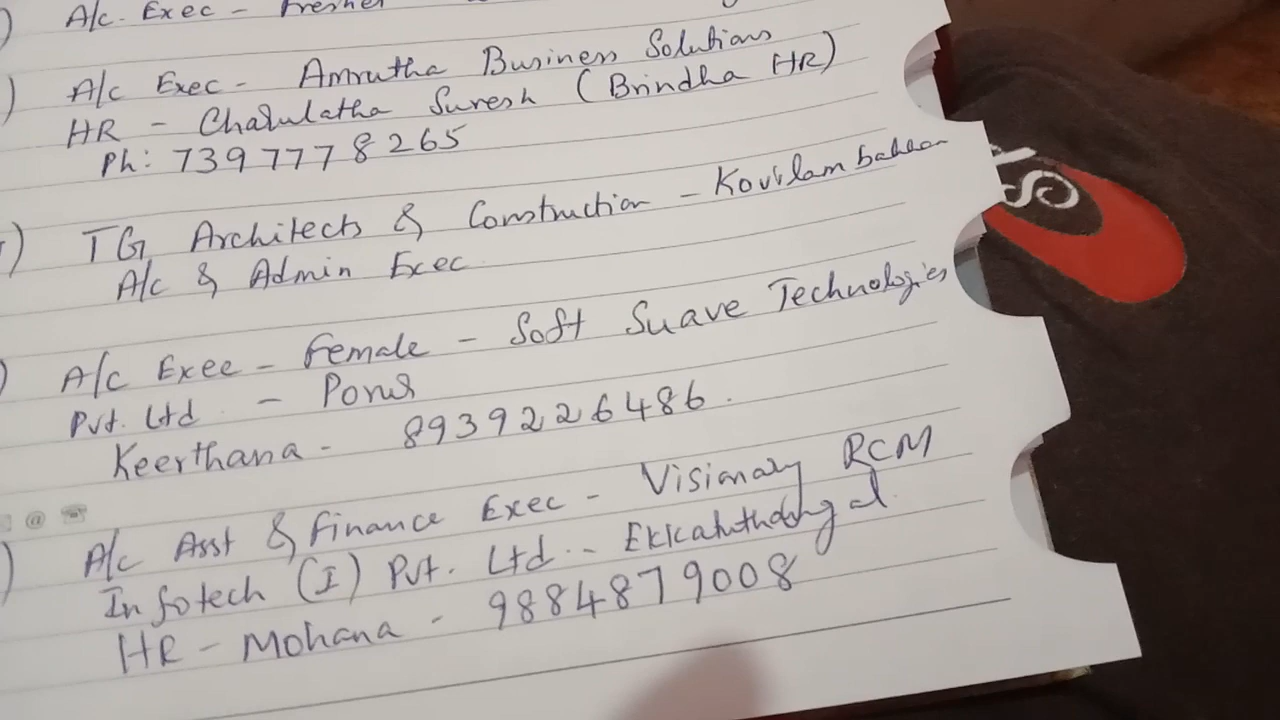 A/c. Exec - Fresher
A/c Exec - Amrutha Business Solutions
HR - Charulatha Suresh (Brindha HR)
Ph: 7397778265
TG Architects & Construction - Kovilambakkam
A/c & Admin Exec
A/c Exec - Female - Soft Suave Technologies
Pvt. Ltd - Porur
Keerthana - 8939226486.
@
A/c Asst & Finance Exec - Visionary RCM
Infotech (I) Pvt. Ltd. - Ekkatuthangal
HR - Mohana - 9884879008